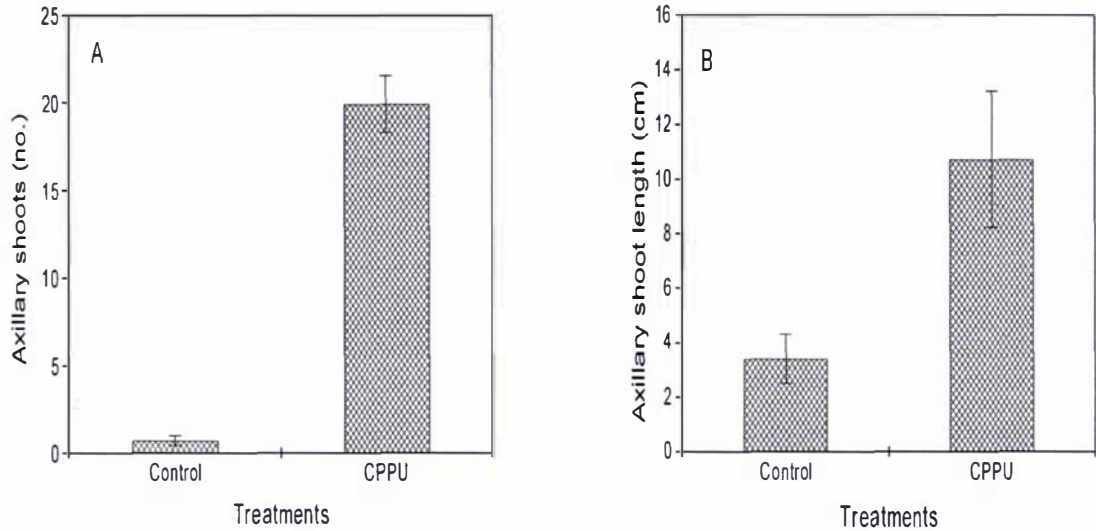 A
Axillary shoots (no.)
25
20
15
10
5
0
Control
CPPU
Treatments
B
Axillary shoot length (cm)
16
14
12
10
8
6
4
2
0
Control
CPPU
Treatments